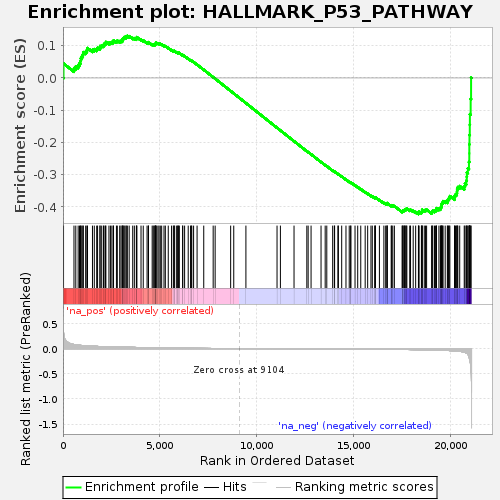 Enrichment plot: HALLMARK_P53_PATHWAY
Enrichment score (ES)
0.1
0.0
-0.1
-0.2
-0.3
-0.4
Ranked list metric (PreRanked)
0.5
0.0
-0.5
-1.0
-1.5
'na_pos' (positively correlated)
Zero cross at 9104
'na_neg' (negatively correlated)
0
5,000
10,000
15,000
20,000
Rank in Ordered Dataset
Enrichment profile
Hits
Ranking metric scores